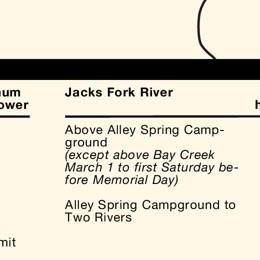 Jacks Fork River
ower
Above Alley Spring Camp-
ground
(except above Bay Creek
March 1 to first Saturday be-
fore Memorial Day)
Alley Spring Campground to
Two Rivers
mit